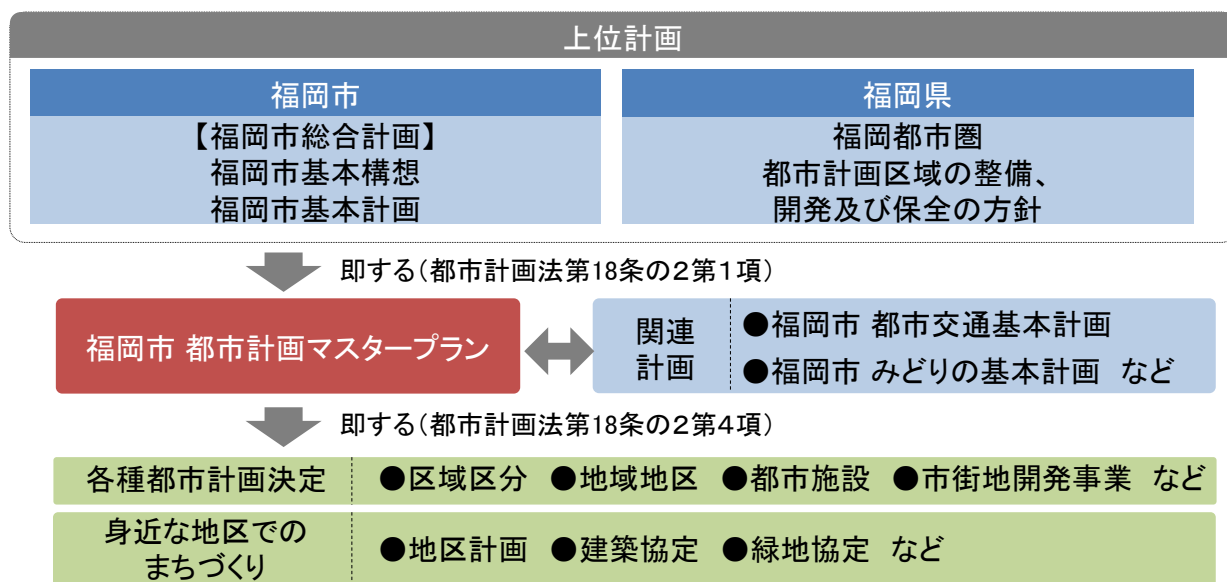 上位計画
福岡市
【福岡市総合計画】
福岡市基本構想
福岡市基本計画
福岡県
福岡都市圏
都市計画区域の整備、
開発及び保全の方針
即する（都市計画法第18条の２第１項）
福岡市 都市計画マスタープラン
関連
計画
●福岡市 都市交通基本計画
●福岡市 みどりの基本計画 など
即する（都市計画法第18条の２第４項）
各種都市計画決定
●区域区分 ●地域地区 ●都市施設 ●市街地開発事業 など
身近な地区での
まちづくり
●地区計画 ●建築協定 ●緑地協定 など